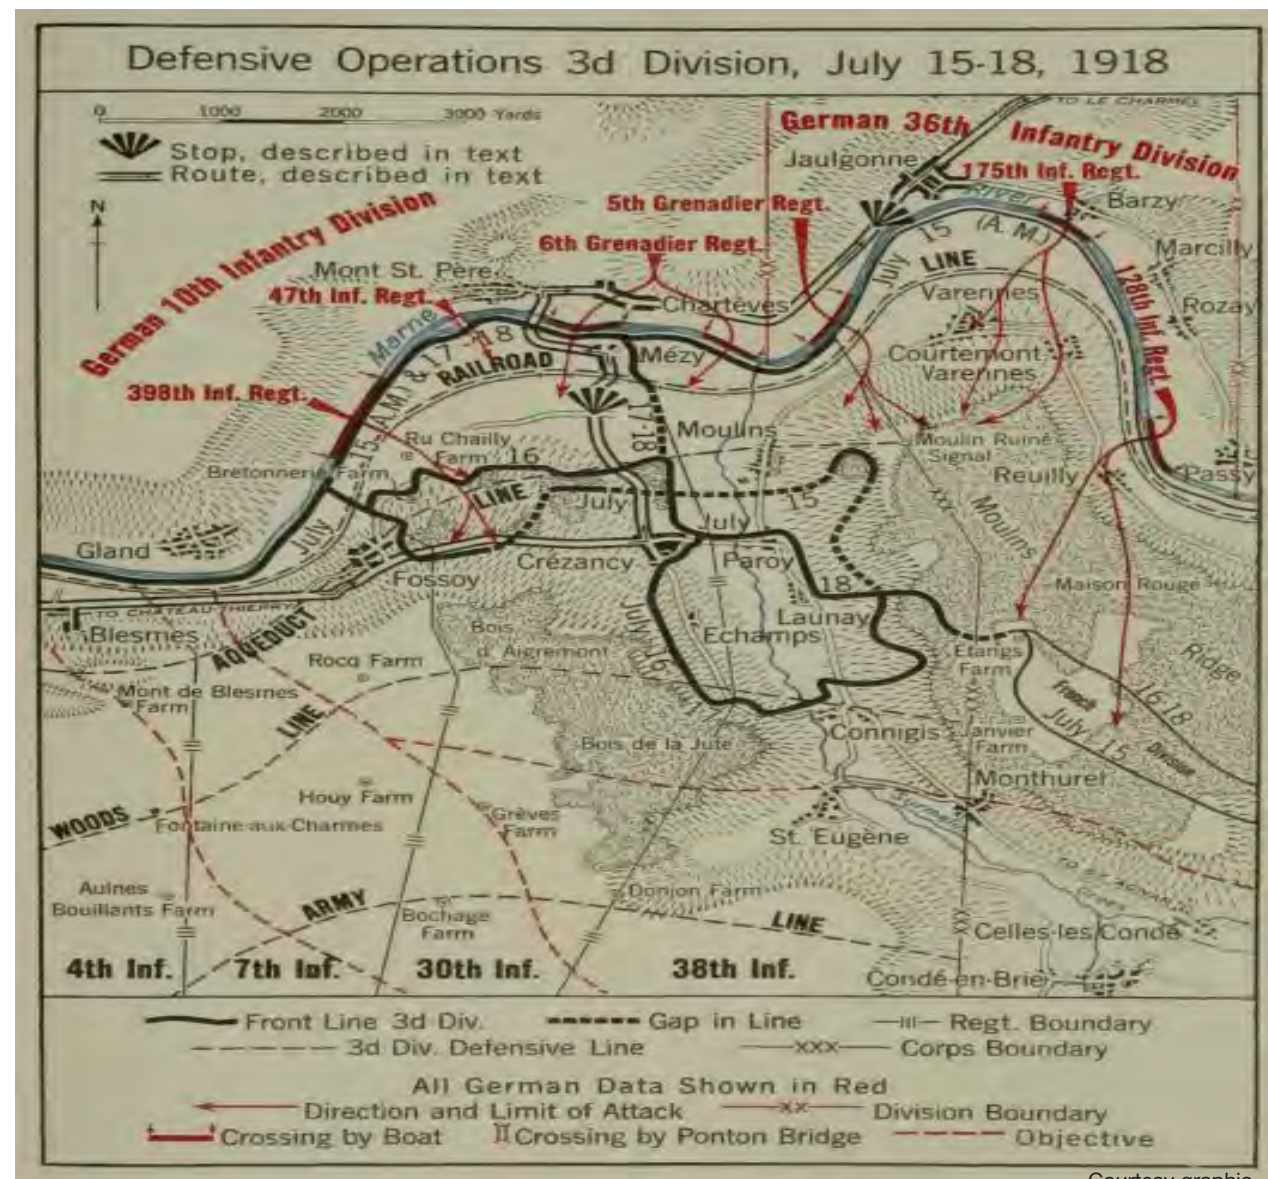 Defensive Operations 3d Division, July 15-18, 1918
0 1000 2000 3000 Yards
Stop, described in text
Route, described in text
N
TO LE CHARMEL
German 36th Infantry Division
Jaulgonne
175th Inf. Regt.
River
Barzy
5th Grenadier Regt.
15 (A.M.)
July
German 10th Infantry Division
6th Grenadier Regt.
Marcilly
LINE
Mont St. Père
47th Inf. Regt.
Chartèves
Varennes
128th Inf. Regt.
Rozay
Marne
17-18
RAILROAD
Mézy
Courtemont
Varennes
398th Inf. Regt.
July 15 (A.M.) &
17-18
Moulins
Ru Chailly
Farm
16
Moulin Ruiné
Signal
Bretonnerie Farm
Reuilly
Passy
LINE
July
15
July
Moulins
Ridge
Gland
Crézancy
Paroy
Fossoy
18
Maison Rouge
TO CHATEAU-THIERRY
Blesmes
AQUEDUCT
LINE
Bois
d'Aigremont
July 16
Launay
Echamps
Rocq Farm
Etangs
Farm
Mont de Blesmes
Farm
French
Division
16-18
July 15
Bois de la Jute
Connigis
Janvier
Farm
Monthurel
Houy Farm
WOODS
Fontaine-aux-Charmes
Grèves
Farm
St. Eugène
Surmelin
Aulnes
Bouillants Farm
ARMY
LINE
Bochage
Farm
Donjon Farm
Celles-les-Condé
4th Inf.
7th Inf.
30th Inf.
38th Inf.
Condé-en-Brie
Front Line 3d Div.
Gap in Line
Regt. Boundary
3d Div. Defensive Line
XXX
Corps Boundary
All German Data Shown in Red
Direction and Limit of Attack
XX
Division Boundary
Crossing by Boat
Crossing by Ponton Bridge
Objective
Courtesy graphic